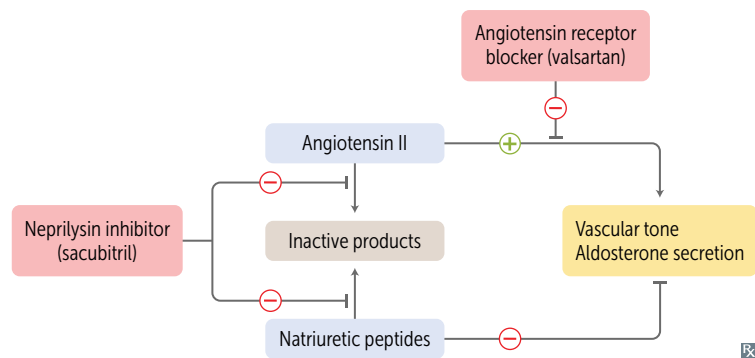 Angiotensin receptor
blocker (valsartan)
Angiotensin II
Neprilysin inhibitor
(sacubitril)
Inactive products
Vascular tone
Aldosterone secretion
Natriuretic peptides